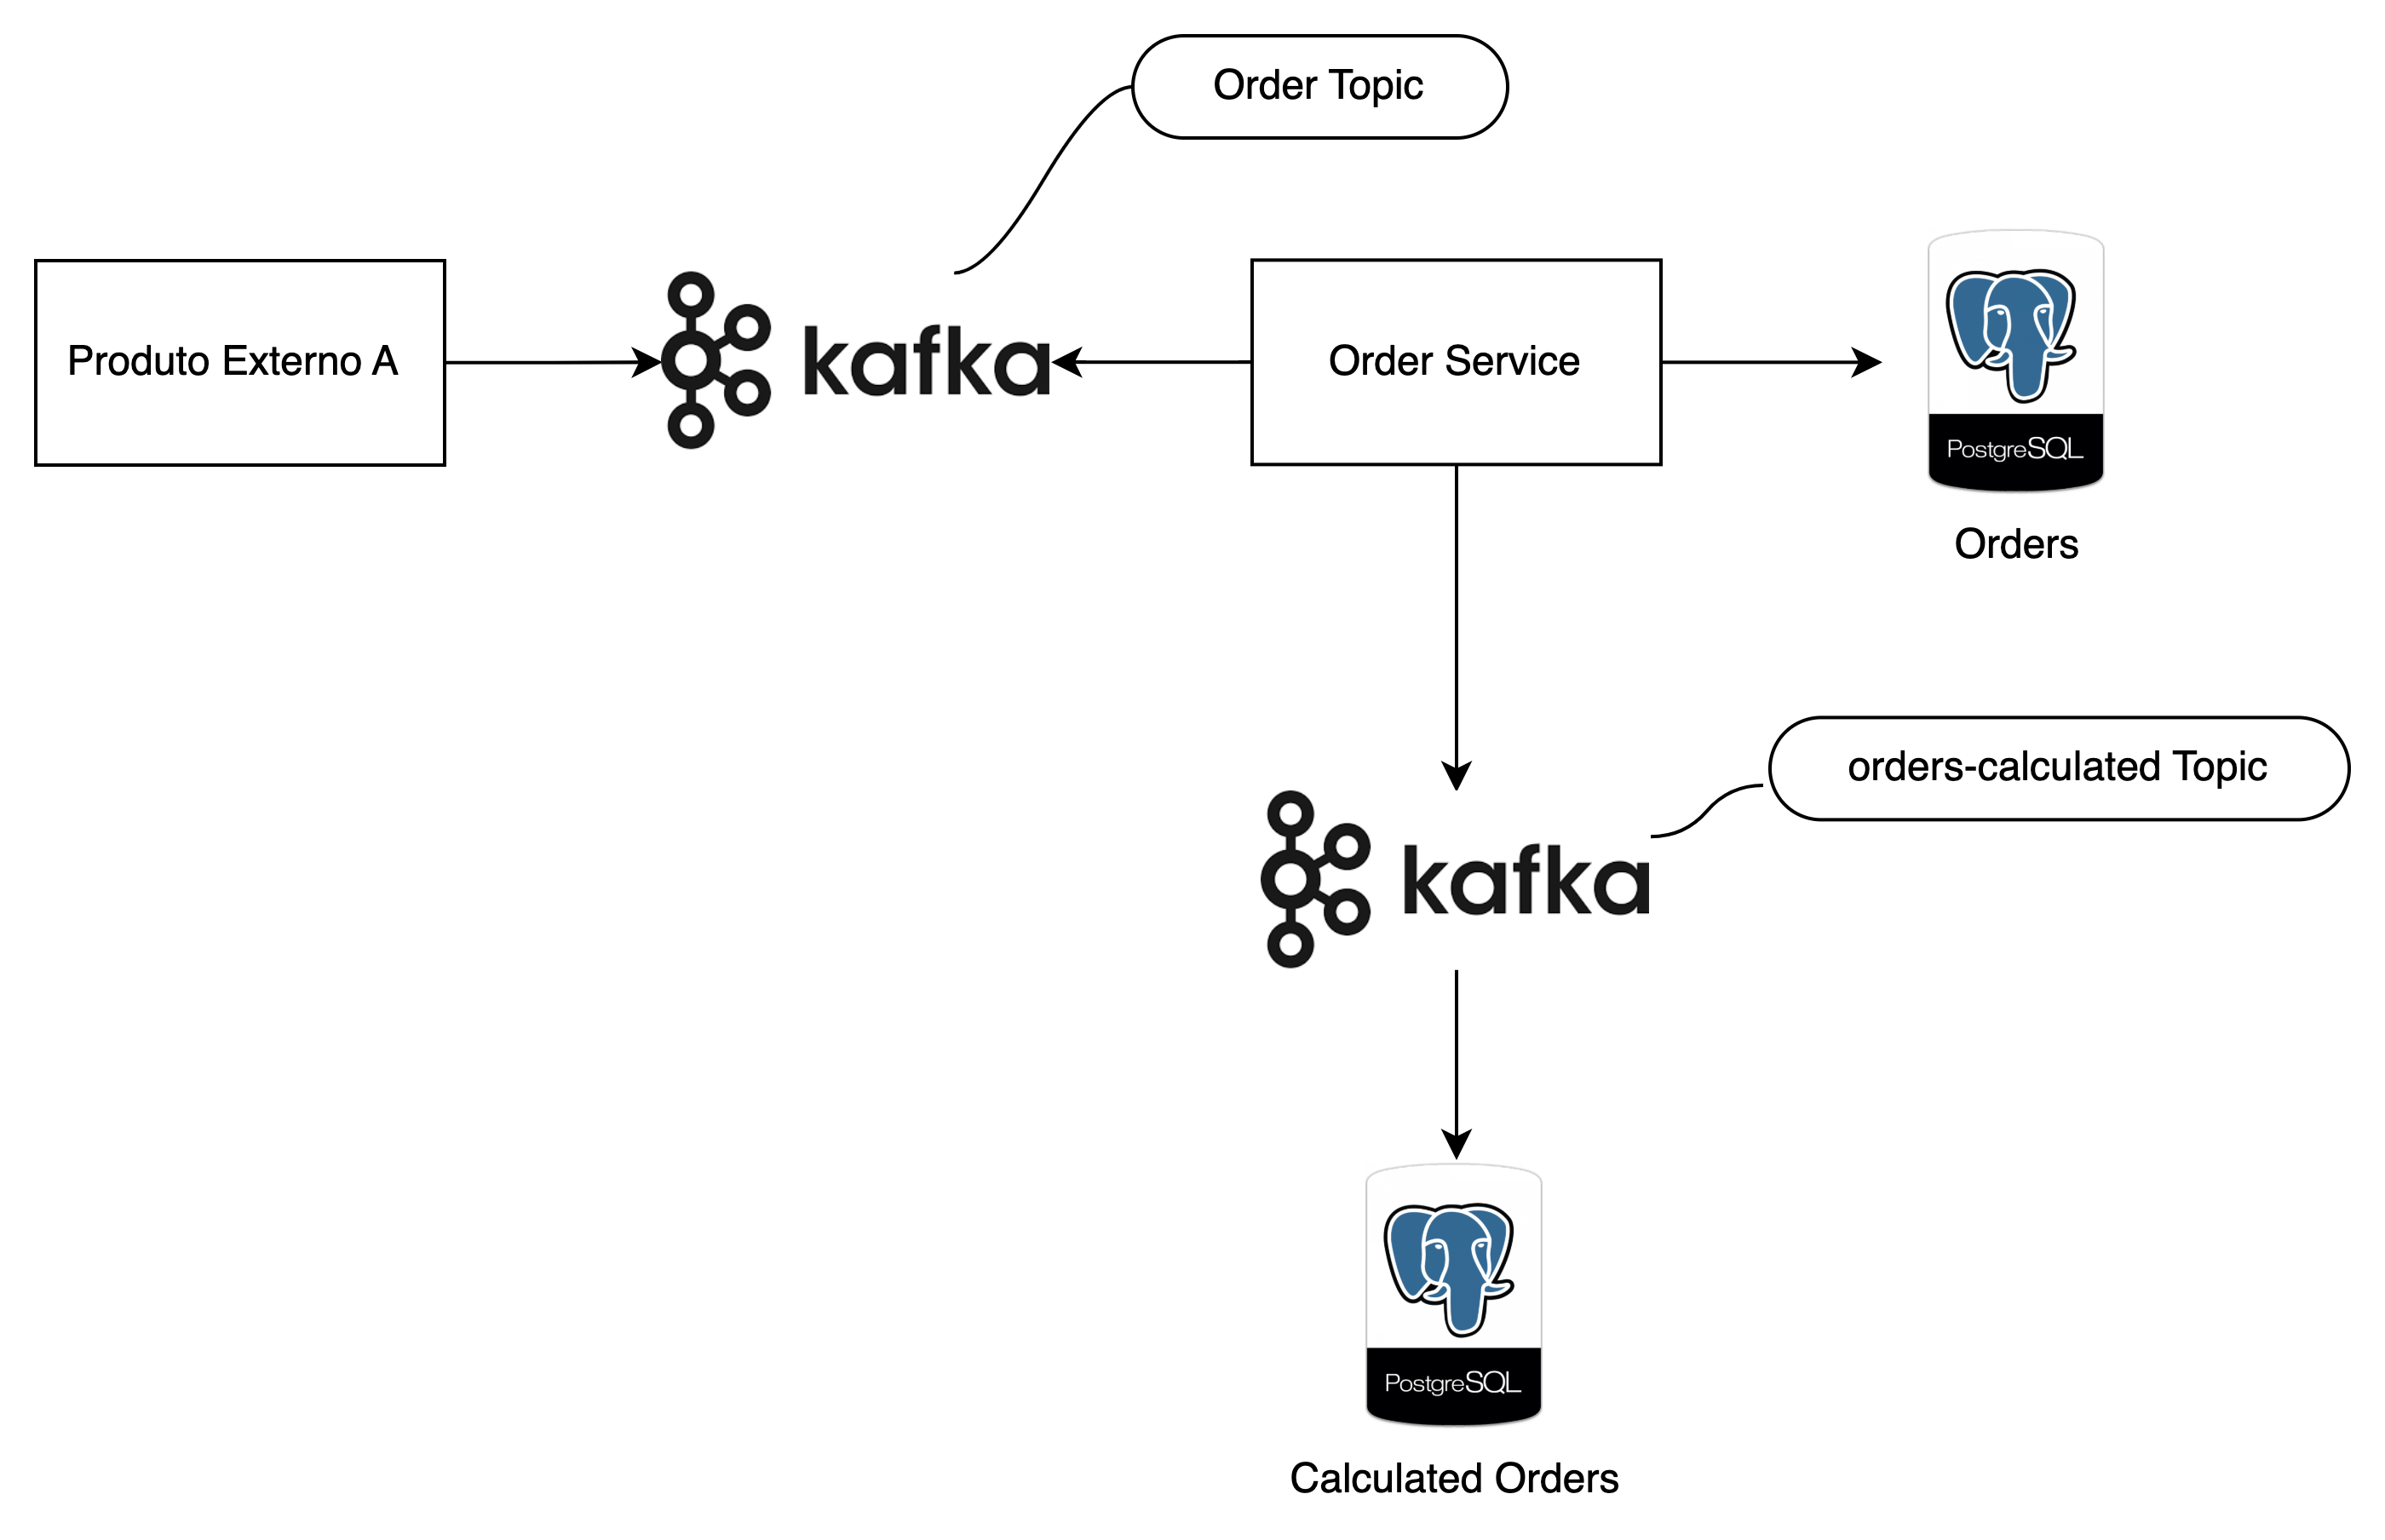 Order Topic
Produto Externo A
kafka
Order Service
PostgreSQL
Orders
orders-calculated Topic
kafka
PostgreSQL
Calculated Orders